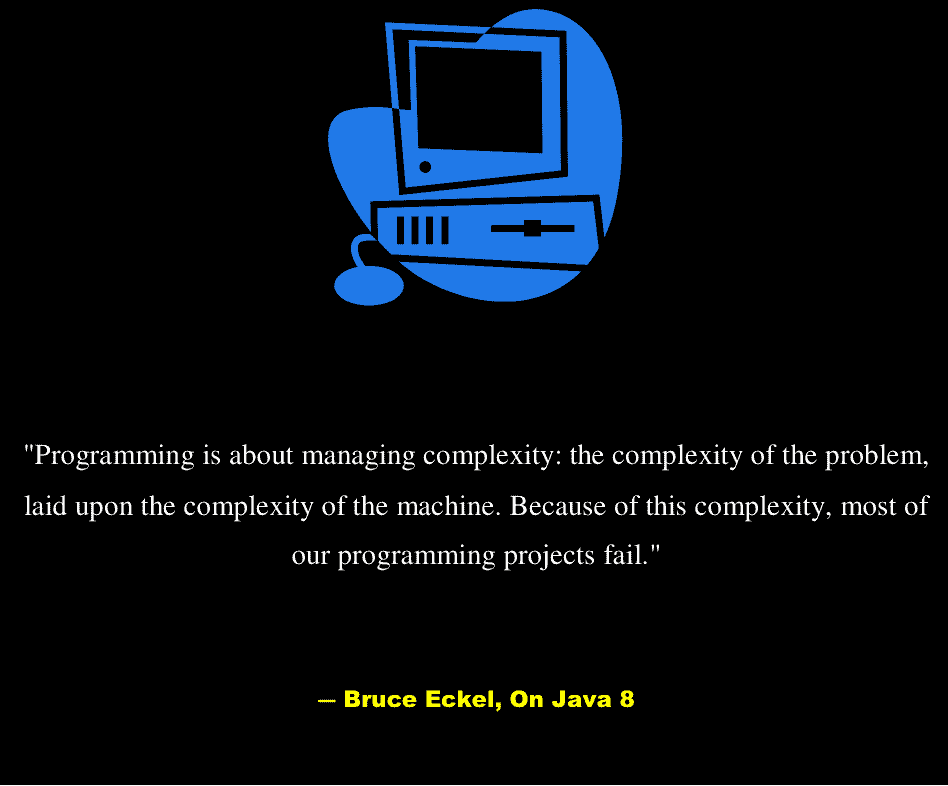 "Programming is about managing complexity: the complexity of the problem,
laid upon the complexity of the machine. Because of this complexity, most of
our programming projects fail."
— Bruce Eckel, On Java 8